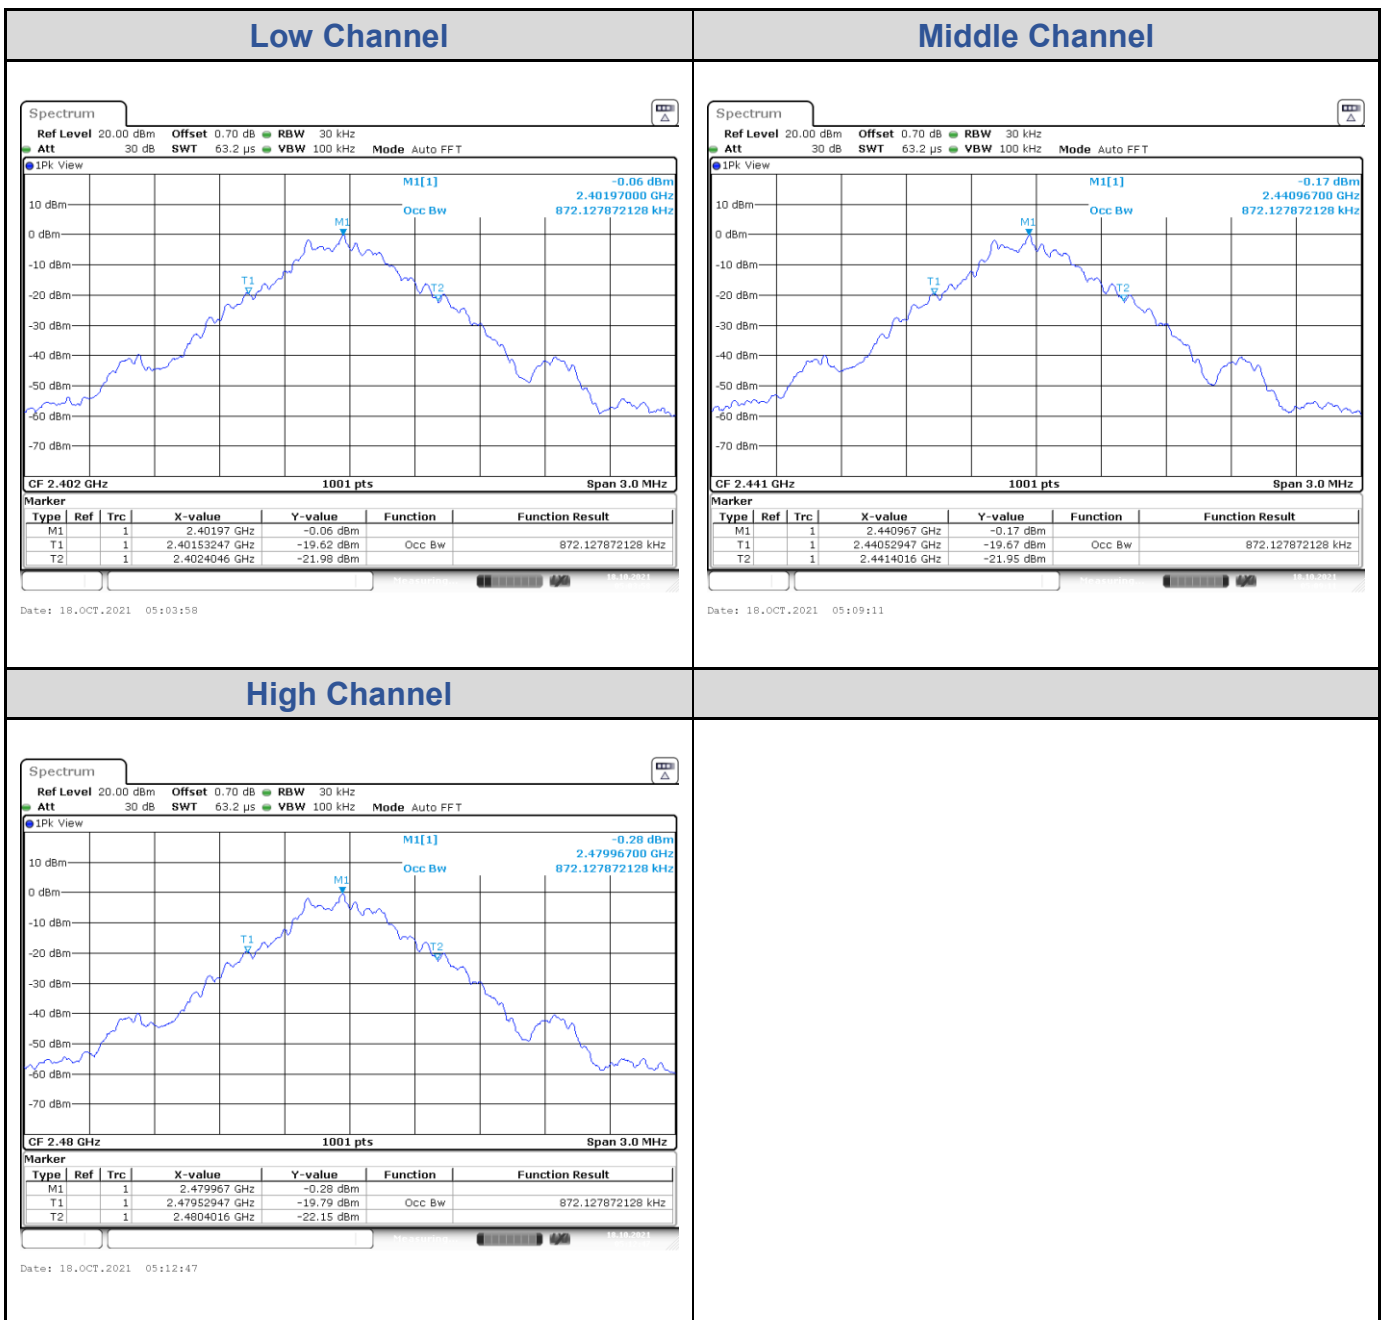 Low Channel
Spectrum
Ref Level 20.00 dBm Offset 0.70 dB RBW 30 kHz
Att 30 dB SWT 63.2 µs VBW 100 kHz Mode Auto FFT
1Pk View
M1[1] -0.06 dBm
2.40197000 GHz
Occ Bw 872.127872128 kHz
10 dBm
M1
0 dBm
-10 dBm
T1
T2
-20 dBm
-30 dBm
-40 dBm
-50 dBm
-60 dBm
-70 dBm
CF 2.402 GHz 1001 pts Span 3.0 MHz
Marker
Type Ref Trc X-value Y-value Function Function Result
M1 1 2.40197 GHz -0.06 dBm
T1 1 2.40153247 GHz -19.62 dBm Occ Bw 872.127872128 kHz
T2 1 2.4024046 GHz -21.98 dBm
Measuring 18.10.2021
Date: 18.OCT.2021 05:03:58
Middle Channel
Spectrum
Ref Level 20.00 dBm Offset 0.70 dB RBW 30 kHz
Att 30 dB SWT 63.2 µs VBW 100 kHz Mode Auto FFT
1Pk View
M1[1] -0.17 dBm
2.44096700 GHz
Occ Bw 872.127872128 kHz
10 dBm
M1
0 dBm
-10 dBm
T1
T2
-20 dBm
-30 dBm
-40 dBm
-50 dBm
-60 dBm
-70 dBm
CF 2.441 GHz 1001 pts Span 3.0 MHz
Marker
Type Ref Trc X-value Y-value Function Function Result
M1 1 2.440967 GHz -0.17 dBm
T1 1 2.44052947 GHz -19.67 dBm Occ Bw 872.127872128 kHz
T2 1 2.4414016 GHz -21.95 dBm
Measuring 18.10.2021
Date: 18.OCT.2021 05:09:11
High Channel
Spectrum
Ref Level 20.00 dBm Offset 0.70 dB RBW 30 kHz
Att 30 dB SWT 63.2 µs VBW 100 kHz Mode Auto FFT
1Pk View
M1[1] -0.28 dBm
2.47996700 GHz
Occ Bw 872.127872128 kHz
10 dBm
M1
0 dBm
-10 dBm
T1
T2
-20 dBm
-30 dBm
-40 dBm
-50 dBm
-60 dBm
-70 dBm
CF 2.48 GHz 1001 pts Span 3.0 MHz
Marker
Type Ref Trc X-value Y-value Function Function Result
M1 1 2.479967 GHz -0.28 dBm
T1 1 2.47952947 GHz -19.79 dBm Occ Bw 872.127872128 kHz
T2 1 2.4804016 GHz -22.15 dBm
Measuring 18.10.2021
Date: 18.OCT.2021 05:12:47